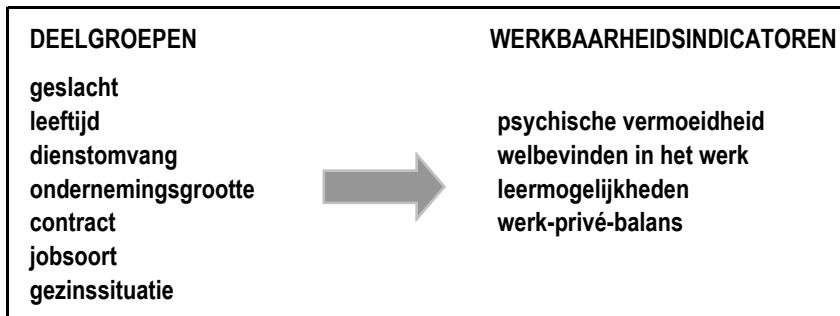 DEELGROEPEN
geslacht
leeftijd
dienstomvang
ondernemingsgrootte
contract
jobsoort
gezinssituatie
WERKBAARHEIDSINDICATOREN
psychische vermoeidheid
welbevinden in het werk
leermogelijkheden
werk-privé-balans